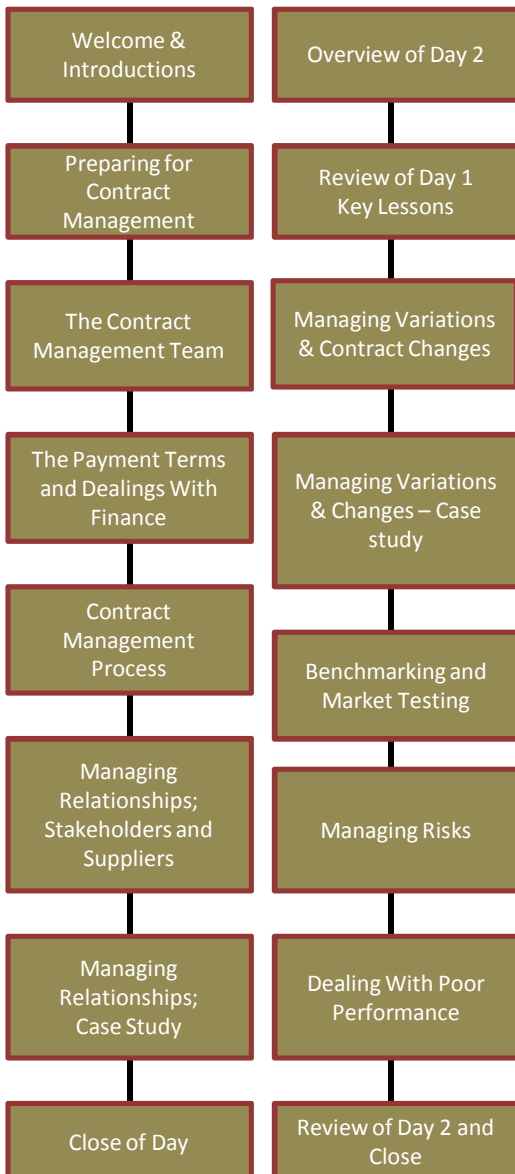 Welcome &
Introductions
Preparing for
Contract
Management
The Contract
Management Team
The Payment Terms
and Dealings With
Finance
Contract
Management
Process
Managing
Relationships;
Stakeholders and
Suppliers
Managing
Relationships;
Case Study
Close of Day
Overview of Day 2
Review of Day 1
Key Lessons
Managing Variations
& Contract Changes
Managing Variations
& Changes – Case
study
Benchmarking and
Market Testing
Managing Risks
Dealing With Poor
Performance
Review of Day 2 and
Close